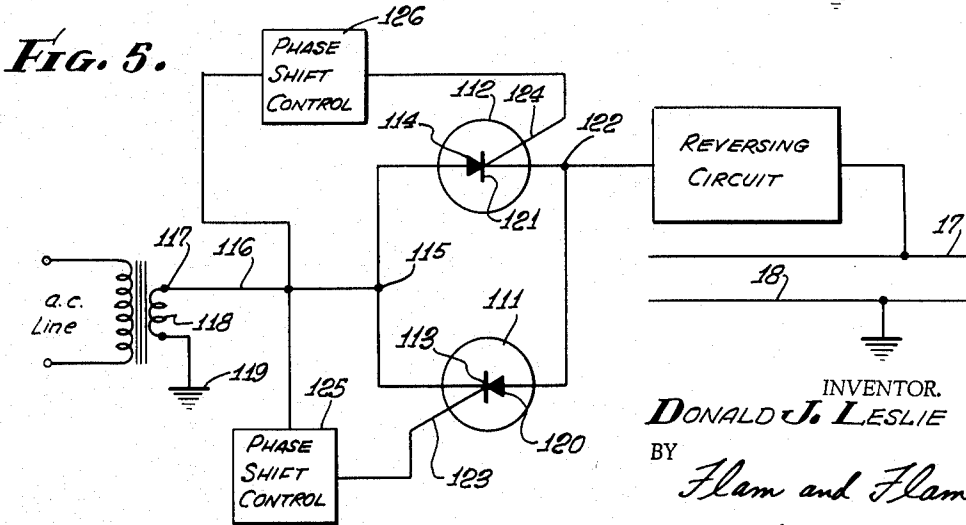 FIG. 5.
126
PHASE
SHIFT
CONTROL
112
124
114
122
121
REVERSING
CIRCUIT
17
117
116
115
18
a.c.
Line
118
111
113
119
125
120
123
PHASE
SHIFT
CONTROL
INVENTOR.
DONALD J. LESLIE
BY
Flam and Flam